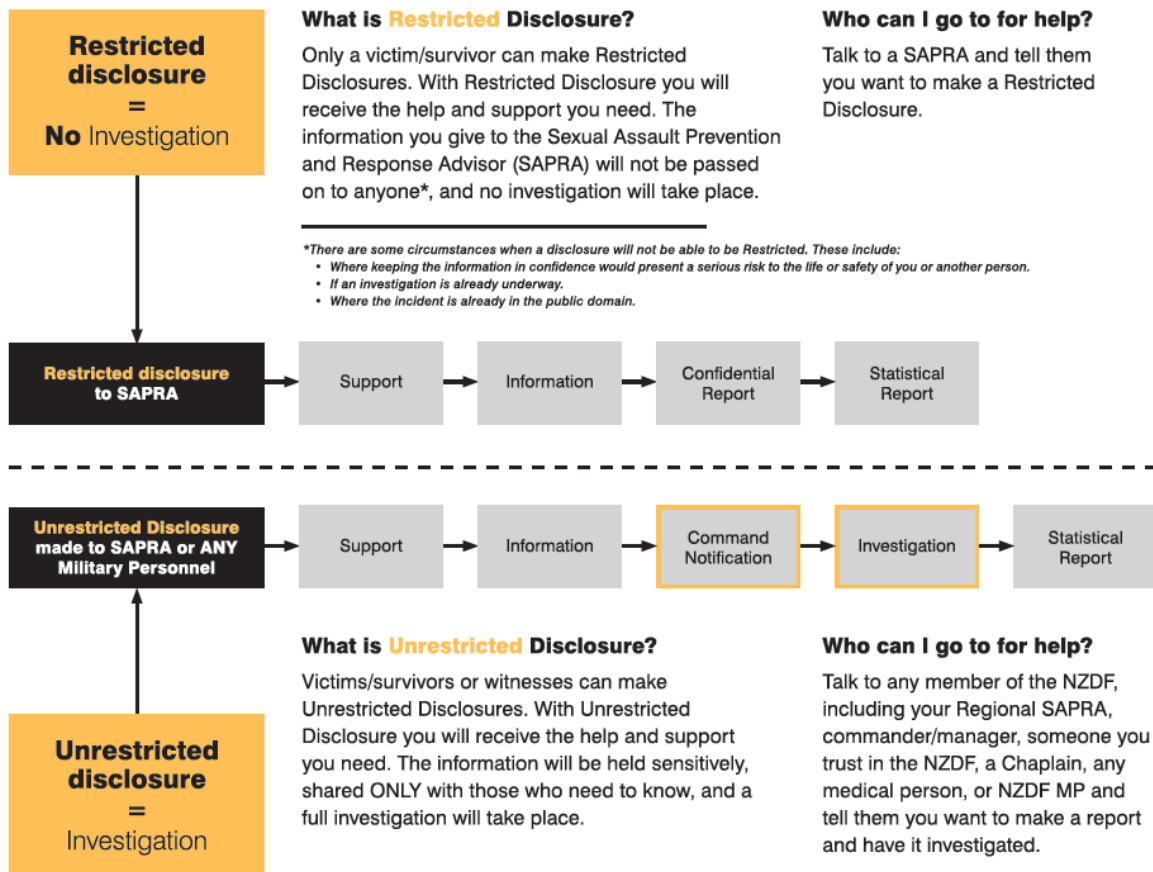 Restricted
disclosure
=
No Investigation
What is Restricted Disclosure?
Only a victim/survivor can make Restricted
Disclosures. With Restricted Disclosure you will
receive the help and support you need. The
information you give to the Sexual Assault Prevention
and Response Advisor (SAPRA) will not be passed
on to anyone*, and no investigation will take place.
Who can I go to for help?
Talk to a SAPRA and tell them
you want to make a Restricted
Disclosure.
*There are some circumstances when a disclosure will not be able to be Restricted. These include:
• Where keeping the information in confidence would present a serious risk to the life or safety of you or another person.
• If an investigation is already underway.
• Where the incident is already in the public domain.
Restricted disclosure
to SAPRA
Support
Information
Confidential
Report
Statistical
Report
Unrestricted Disclosure
made to SAPRA or ANY
Military Personnel
Support
Information
Command
Notification
Investigation
Statistical
Report
Unrestricted
disclosure
=
Investigation
What is Unrestricted Disclosure?
Victims/survivors or witnesses can make
Unrestricted Disclosures. With Unrestricted
Disclosure you will receive the help and support
you need. The information will be held sensitively,
shared ONLY with those who need to know, and a
full investigation will take place.
Who can I go to for help?
Talk to any member of the NZDF,
including your Regional SAPRA,
commander/manager, someone you
trust in the NZDF, a Chaplain, any
medical person, or NZDF MP and
tell them you want to make a report
and have it investigated.